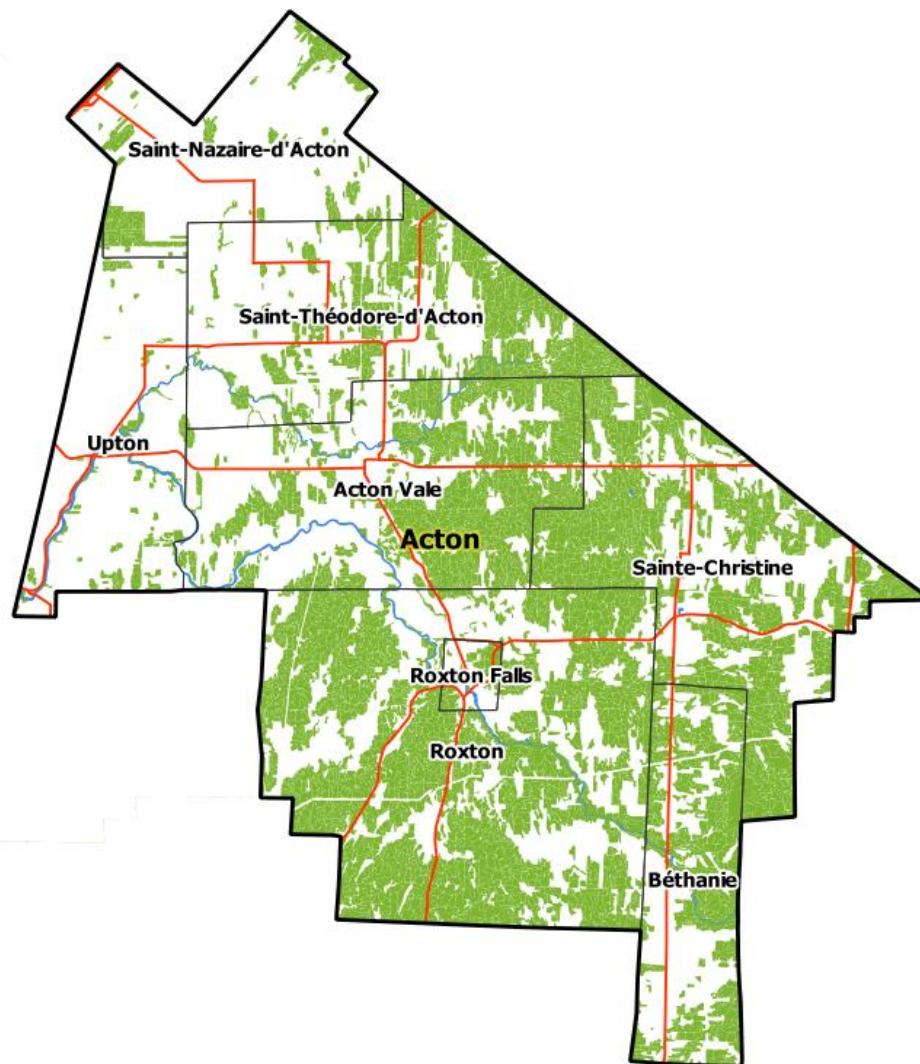 Saint-Nazaire-d'Acton
Saint-Théodore-d'Acton
Upton
Acton Vale
Acton
Sainte-Christine
Roxton Falls
Roxton
Béthanie